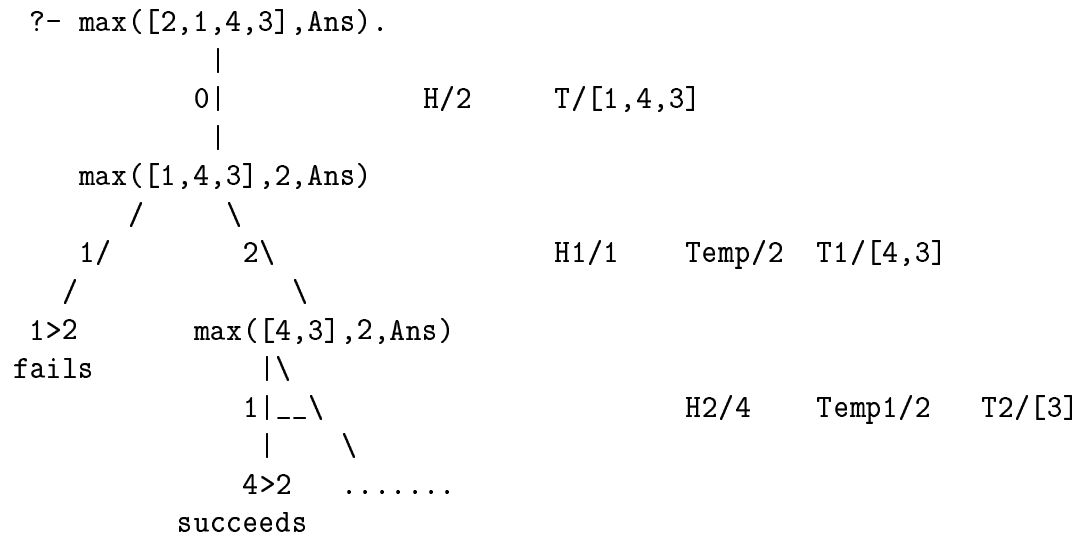 ?- max([2,1,4,3],Ans).
|
0| H/2 T/[1,4,3]
|
max([1,4,3],2,Ans)
/ \
1/ 2\ H1/1 Temp/2 T1/[4,3]
/ \
1>2 max([4,3],2,Ans)
fails |\
1|__\ H2/4 Temp1/2 T2/[3]
| \
4>2 .......
succeeds